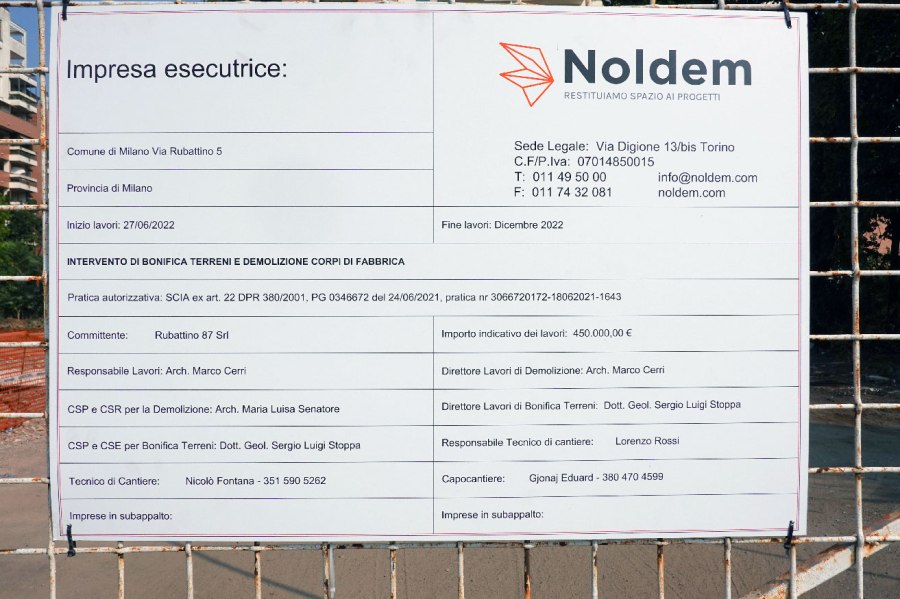 Impresa esecutrice:
Noldem
RESTITUIAMO SPAZIO AI PROGETTI
Comune di Milano Via Rubattino 5
Provincia di Milano
Sede Legale: Via Digione 13/bis Torino
C.F/P.Iva: 07014850015
T: 011 49 50 00 info@noldem.com
F: 011 74 32 081 noldem.com
Inizio lavori: 27/06/2022
Fine lavori: Dicembre 2022
INTERVENTO DI BONIFICA TERRENI E DEMOLIZIONE CORPI DI FABBRICA
Pratica autorizzativa: SCIA ex art. 22 DPR 380/2001, PG 0346672 del 24/06/2021, pratica nr 3066720172-18062021-1643
Committente: Rubattino 87 Srl
Importo indicativo dei lavori: 450.000,00 €
Responsabile Lavori: Arch. Marco Cerri
Direttore Lavori di Demolizione: Arch. Marco Cerri
CSP e CSR per la Demolizione: Arch. Maria Luisa Senatore
Direttore Lavori di Bonifica Terreni: Dott. Geol. Sergio Luigi Stoppa
CSP e CSE per Bonifica Terreni: Dott. Geol. Sergio Luigi Stoppa
Responsabile Tecnico di cantiere: Lorenzo Rossi
Tecnico di Cantiere: Nicolò Fontana - 351 590 5262
Capocantiere: Gjonaj Eduard - 380 470 4599
Imprese in subappalto:
Imprese in subappalto: